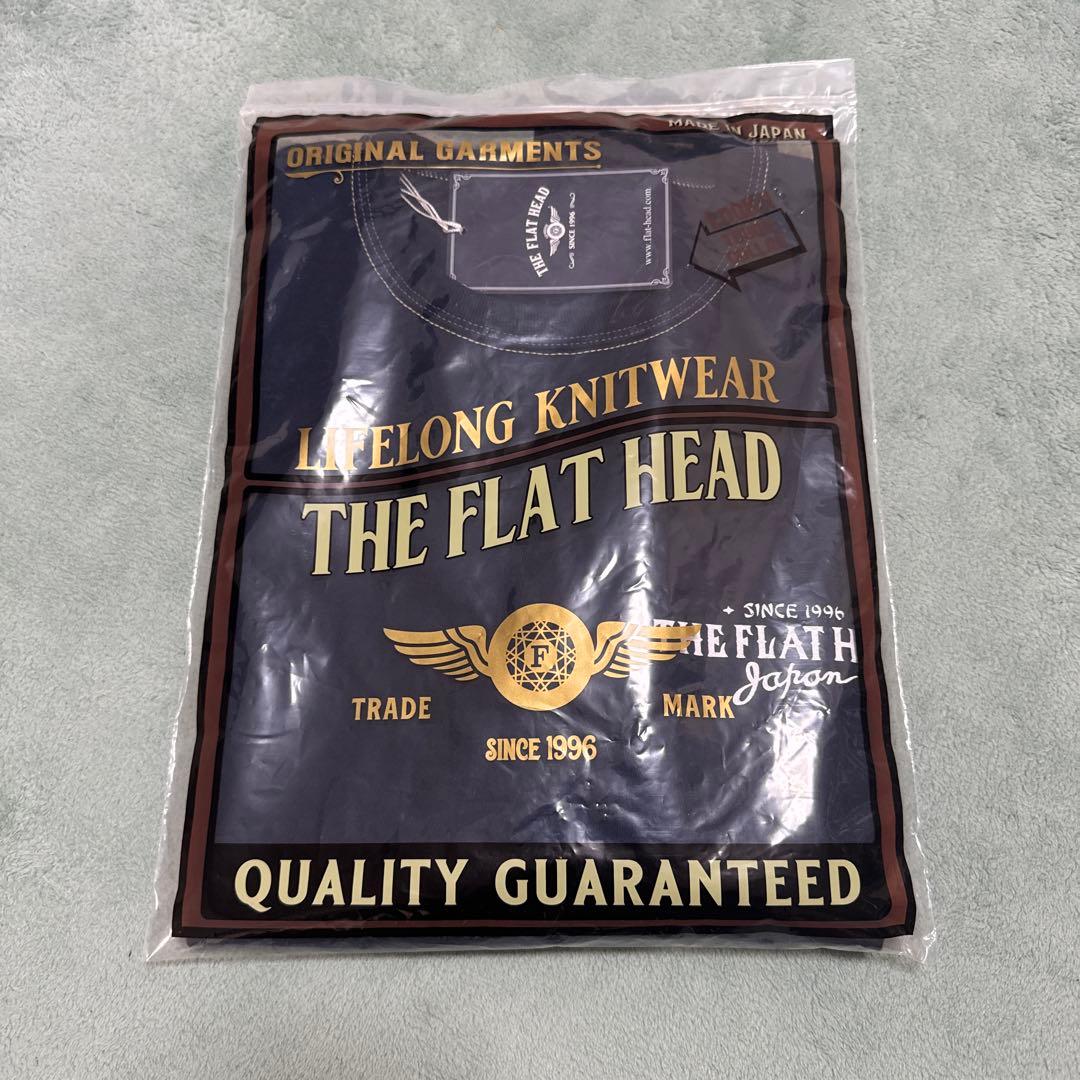 MADE IN JAPAN
ORIGINAL GARMENTS
THE FLAT HEAD
SINCE 1996
www.flat-head.com
LIFELONG KNITWEAR
THE FLAT HEAD
SINCE 1996
THE FLAT H
Japan
F
TRADE MARK
SINCE 1996
QUALITY GUARANTEED